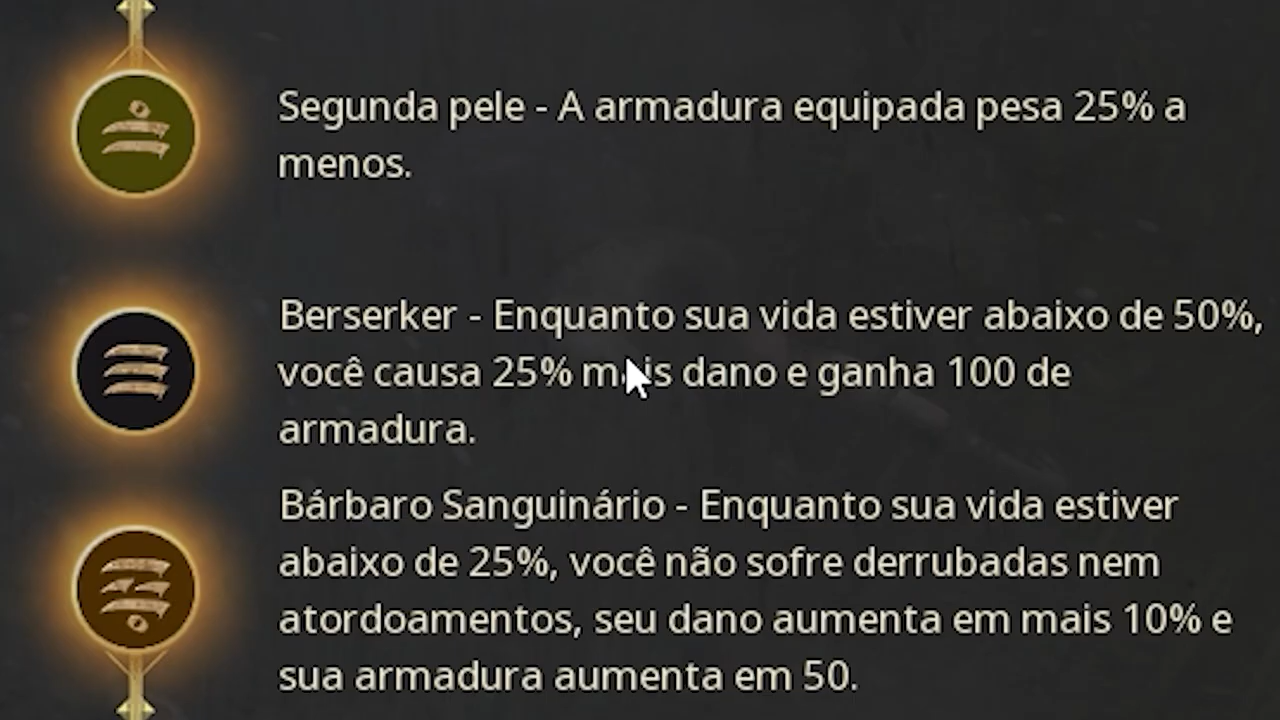 Segunda pele - A armadura equipada pesa 25% a
menos.
Berserker - Enquanto sua vida estiver abaixo de 50%,
você causa 25% mais dano e ganha 100 de
armadura.
Bárbaro Sanguinário - Enquanto sua vida estiver
abaixo de 25%, você não sofre derrubadas nem
atordoamentos, seu dano aumenta em mais 10% e
sua armadura aumenta em 50.